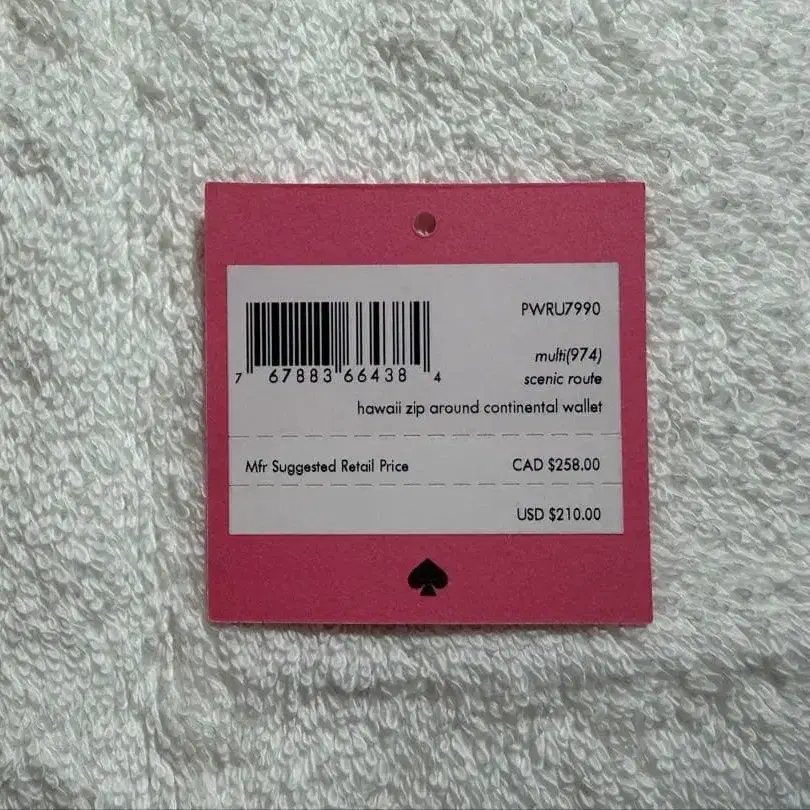 PWRU7990
7 67883 66438 4
multi(974)
scenic route
hawaii zip around continental wallet
Mfr Suggested Retail Price CAD $258.00
USD $210.00